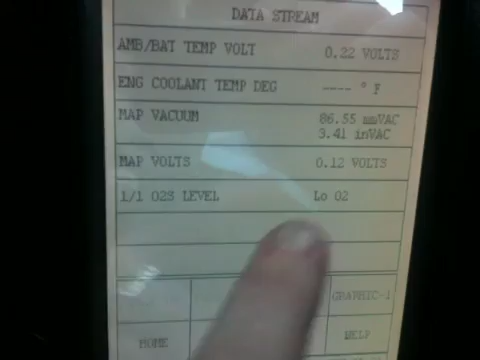 DATA STREAM
AMB/BAT TEMP VOLT 0.22 VOLTS
ENG COOLANT TEMP DEG ---- ° F
MAP VACUUM 86.55 mmVAC
3.41 inVAC
MAP VOLTS 0.12 VOLTS
1/1 O2S LEVEL Lo O2
GRAPHIC-1
HOME HELP